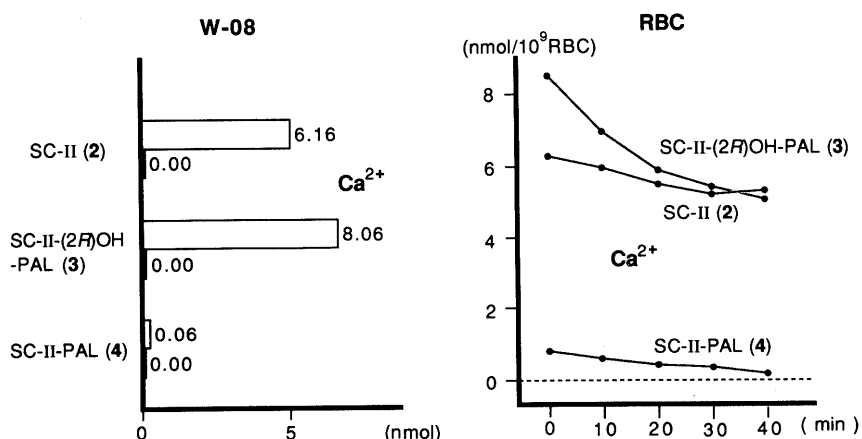 W-08
SC-II (2)
6.16
0.00
Ca2+
SC-II-(2R)OH
-PAL (3)
8.06
0.00
SC-II-PAL (4)
0.06
0.00
0
5
(nmol)
RBC
(nmol/10^9RBC)
8
6
4
2
0
SC-II-(2R)OH-PAL (3)
SC-II (2)
Ca2+
SC-II-PAL (4)
0 10 20 30 40 ( min )